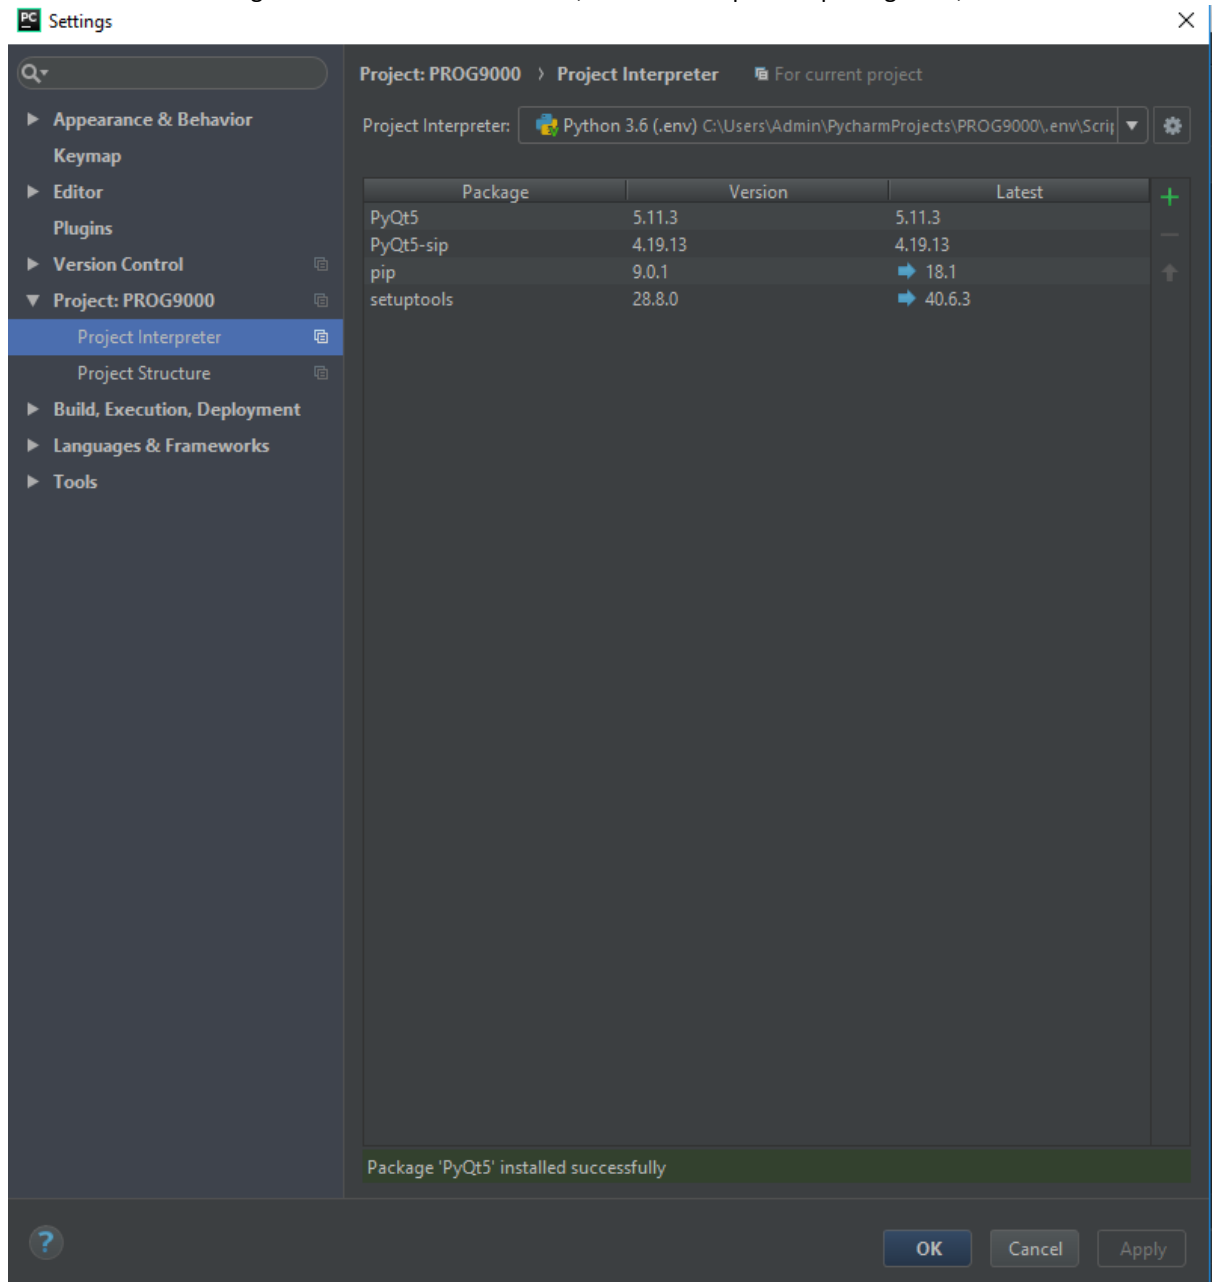 PC Settings
Appearance & Behavior
Keymap
Editor
Plugins
Version Control
Project: PROG9000
Project Interpreter
Project Structure
Build, Execution, Deployment
Languages & Frameworks
Tools
Project: PROG9000 › Project Interpreter For current project
Project Interpreter: Python 3.6 (.env) C:\Users\Admin\PycharmProjects\PROG9000\.env\Scrip
Package Version Latest
PyQt5 5.11.3 5.11.3
PyQt5-sip 4.19.13 4.19.13
pip 9.0.1 18.1
setuptools 28.8.0 40.6.3
Package 'PyQt5' installed successfully
? OK Cancel Apply